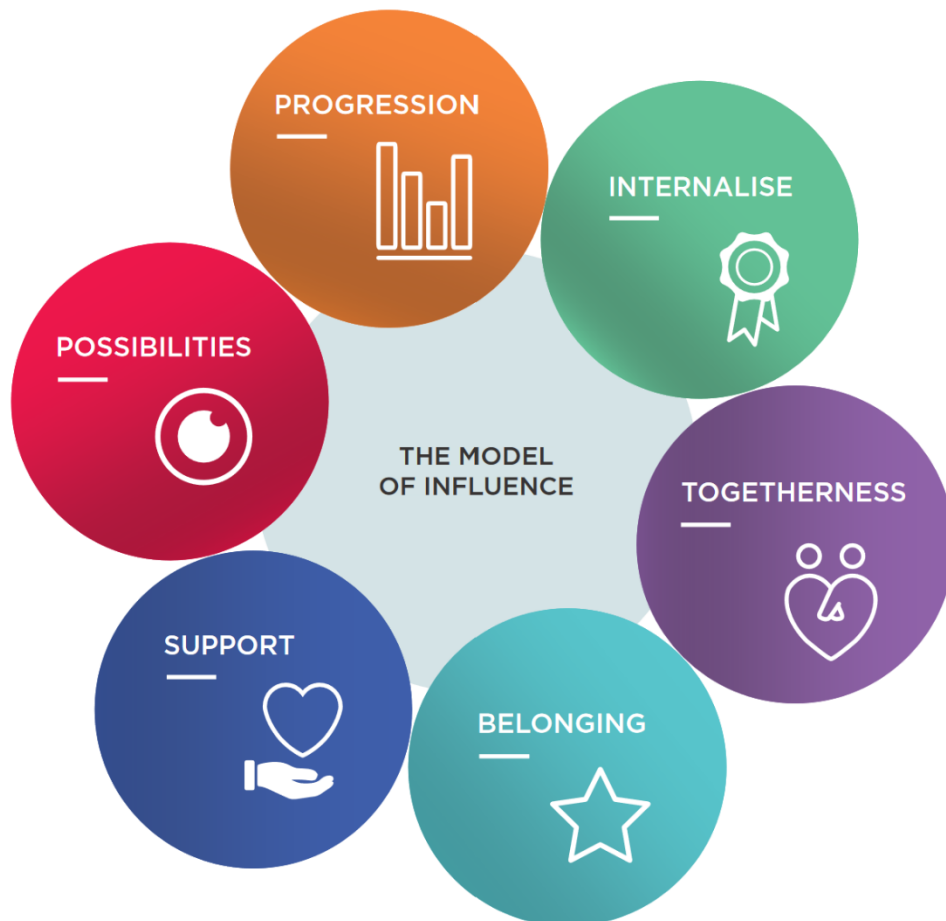 PROGRESSION
INTERNALISE
POSSIBILITIES
THE MODEL
OF INFLUENCE
TOGETHERNESS
SUPPORT
BELONGING